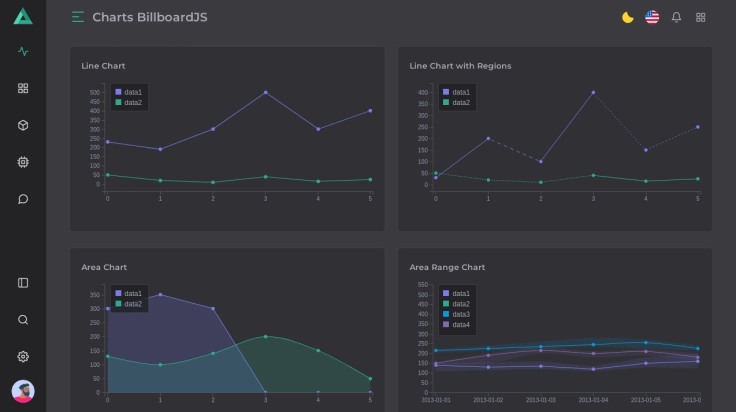 Charts BillboardJS
Line Chart
data1
data2
500
450
400
350
300
250
200
150
100
50
0
0 1 2 3 4 5
Line Chart with Regions
data1
data2
400
350
300
250
200
150
100
50
0
0 1 2 3 4 5
Area Chart
data1
data2
350
300
250
200
150
100
50
0
0 1 2 3 4 5
Area Range Chart
data1
data2
data3
data4
550
500
450
400
350
300
250
200
150
100
50
0
2013-01-01 2013-01-02 2013-01-03 2013-01-04 2013-01-05 2013-0